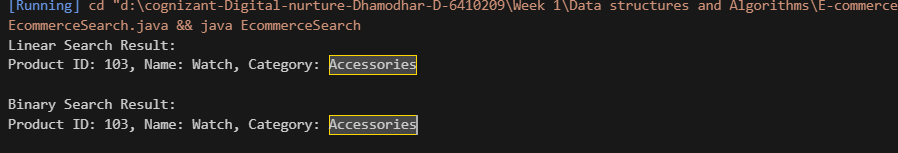 [Running] cd "d:\cognizant-Digital-nurture-Dhamodhar-D-6410209\Week 1\Data structures and Algorithms\E-commerce
EcommerceSearch.java && java EcommerceSearch
Linear Search Result:
Product ID: 103, Name: Watch, Category: Accessories
Binary Search Result:
Product ID: 103, Name: Watch, Category: Accessories